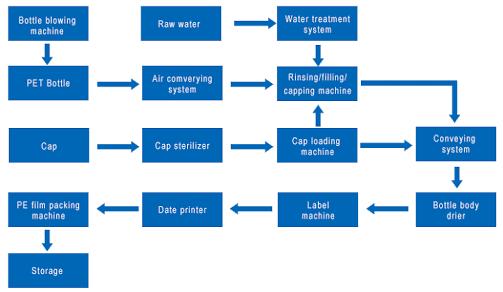 Bottle blowing
machine
Raw water
Water treatment
system
PET Bottle
Air comverying
system
Rinsing/filling/
capping machine
Cap
Cap sterilizer
Cap loading
machine
Conveying
system
PE film packing
machine
Date printer
Label
machine
Bottle body
drier
Storage